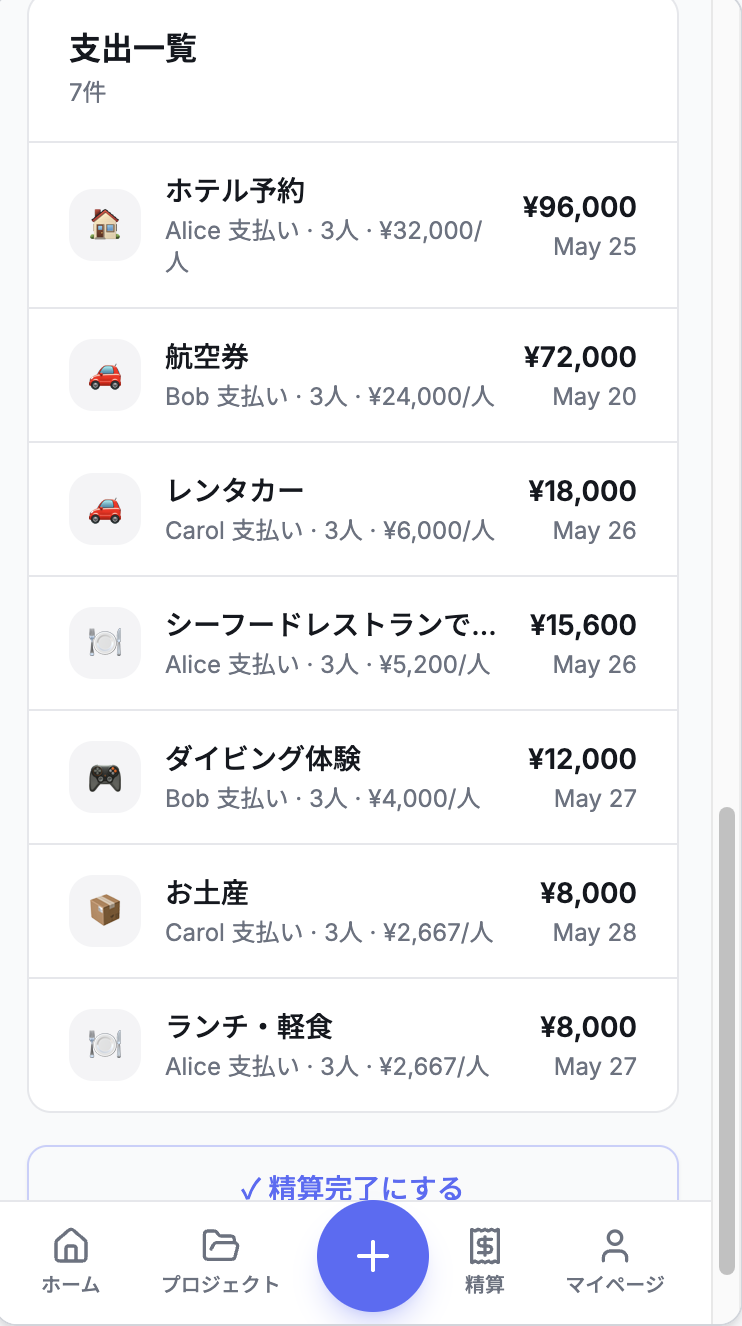 支出一覧
7件
ホテル予約
¥96,000
Alice 支払い · 3人 · ¥32,000/
人
May 25
航空券
¥72,000
Bob 支払い · 3人 · ¥24,000/人
May 20
レンタカー
¥18,000
Carol 支払い · 3人 · ¥6,000/人
May 26
シーフードレストランで...
¥15,600
Alice 支払い · 3人 · ¥5,200/人
May 26
ダイビング体験
¥12,000
Bob 支払い · 3人 · ¥4,000/人
May 27
お土産
¥8,000
Carol 支払い · 3人 · ¥2,667/人
May 28
ランチ・軽食
¥8,000
Alice 支払い · 3人 · ¥2,667/人
May 27
✓ 精算完了にする
ホーム
プロジェクト
精算
マイページ